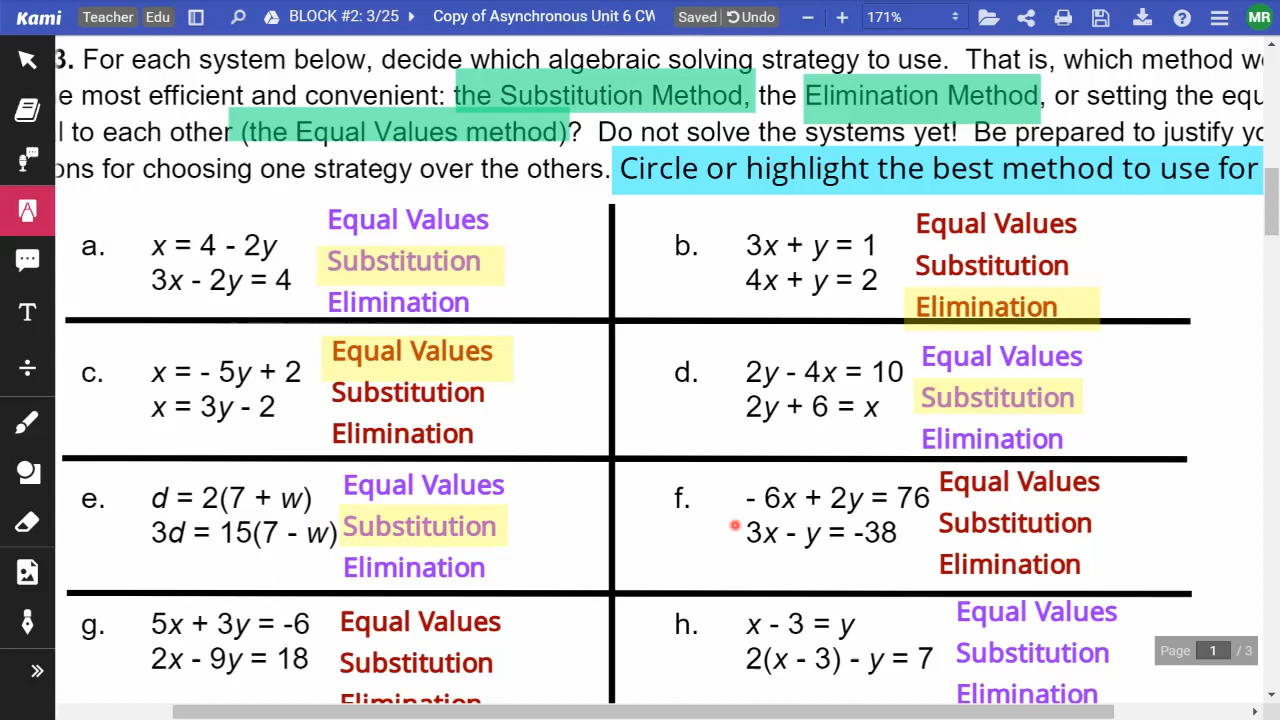 Kami Teacher Edu BLOCK #2: 3/25 Copy of Asynchronous Unit 6 CW Saved Undo 171% MR
3. For each system below, decide which algebraic solving strategy to use. That is, which method w
e most efficient and convenient: the Substitution Method, the Elimination Method, or setting the equ
l to each other (the Equal Values method)? Do not solve the systems yet! Be prepared to justify yo
ons for choosing one strategy over the others. Circle or highlight the best method to use for
a. x = 4 - 2y
3x - 2y = 4
Equal Values
Substitution
Elimination
b. 3x + y = 1
4x + y = 2
Equal Values
Substitution
Elimination
c. x = - 5y + 2
x = 3y - 2
Equal Values
Substitution
Elimination
d. 2y - 4x = 10
2y + 6 = x
Equal Values
Substitution
Elimination
e. d = 2(7 + w)
3d = 15(7 - w)
Equal Values
Substitution
Elimination
f. - 6x + 2y = 76
3x - y = -38
Equal Values
Substitution
Elimination
g. 5x + 3y = -6
2x - 9y = 18
Equal Values
Substitution
Elimination
h. x - 3 = y
2(x - 3) - y = 7
Equal Values
Substitution
Elimination
Page 1 / 3